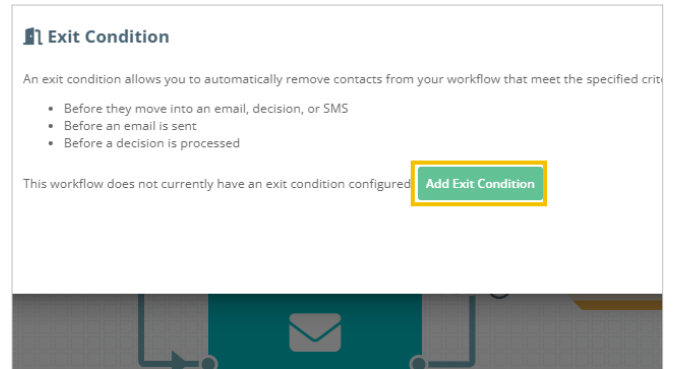 Exit Condition
An exit condition allows you to automatically remove contacts from your workflow that meet the specified
Before they move into an email, decision, or SMS
Before an email is sent
Before a decision is processed
This workflow does not currently have an exit condition configured Add Exit Condition